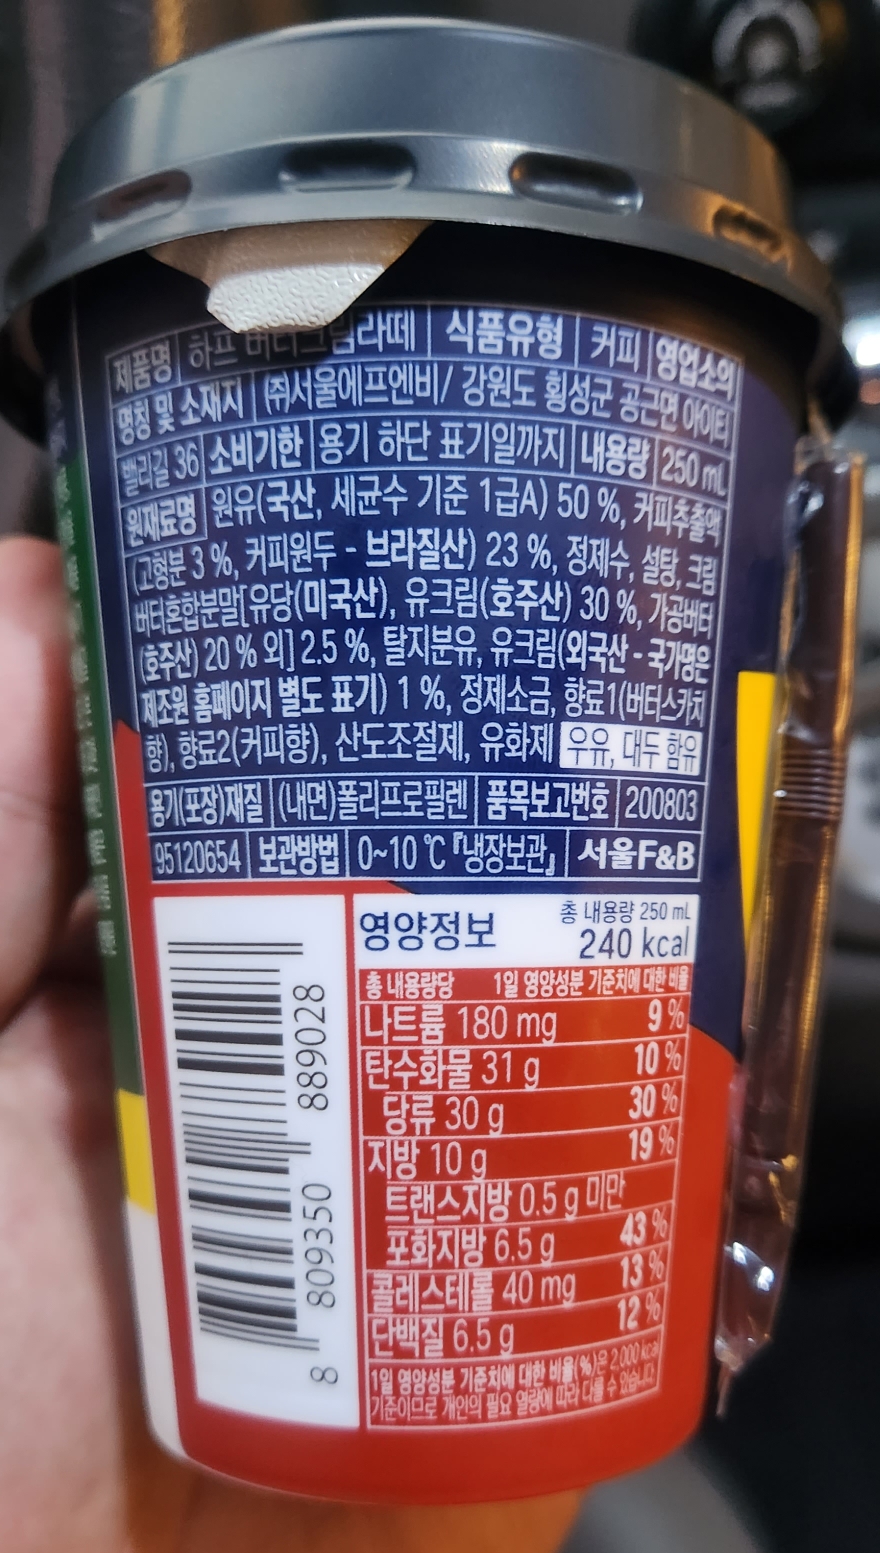 제품명 하프 버터크림라떼 식품유형 커피 영업소의
명칭 및 소재지 (주)서울에프엔비/ 강원도 횡성군 공근면 아이티
밸리길 36 소비기한 용기 하단 표기일까지 내용량 250 mL
원재료명 원유(국산, 세균수 기준 1급A) 50 %, 커피추출액
(고형분 3 %, 커피원두 - 브라질산) 23 %, 정제수, 설탕, 크림
버터혼합분말[유당(미국산), 유크림(호주산) 30 %, 가공버터
(호주산) 20 % 외] 2.5 %, 탈지분유, 유크림(외국산 - 국가명은
제조원 홈페이지 별도 표기) 1 %, 정제소금, 향료1(버터스카치
향), 향료2(커피향), 산도조절제, 유화제 우유, 대두 함유
용기(포장)재질 (내면)폴리프로필렌 품목보고번호 200803
95120654 보관방법 0~10 ℃『냉장보관』 서울F&B
영양정보 총 내용량 250 mL
240 kcal
총 내용량당 1일 영양성분 기준치에 대한 비율
나트륨 180 mg 9 %
탄수화물 31 g 10 %
당류 30 g 30 %
지방 10 g 19 %
트랜스지방 0.5 g 미만
포화지방 6.5 g 43 %
콜레스테롤 40 mg 13 %
단백질 6.5 g 12 %
1일 영양성분 기준치에 대한 비율(%)은 2,000 kcal
기준이므로 개인의 필요 열량에 따라 다를 수 있습니다.
8 809350 889028